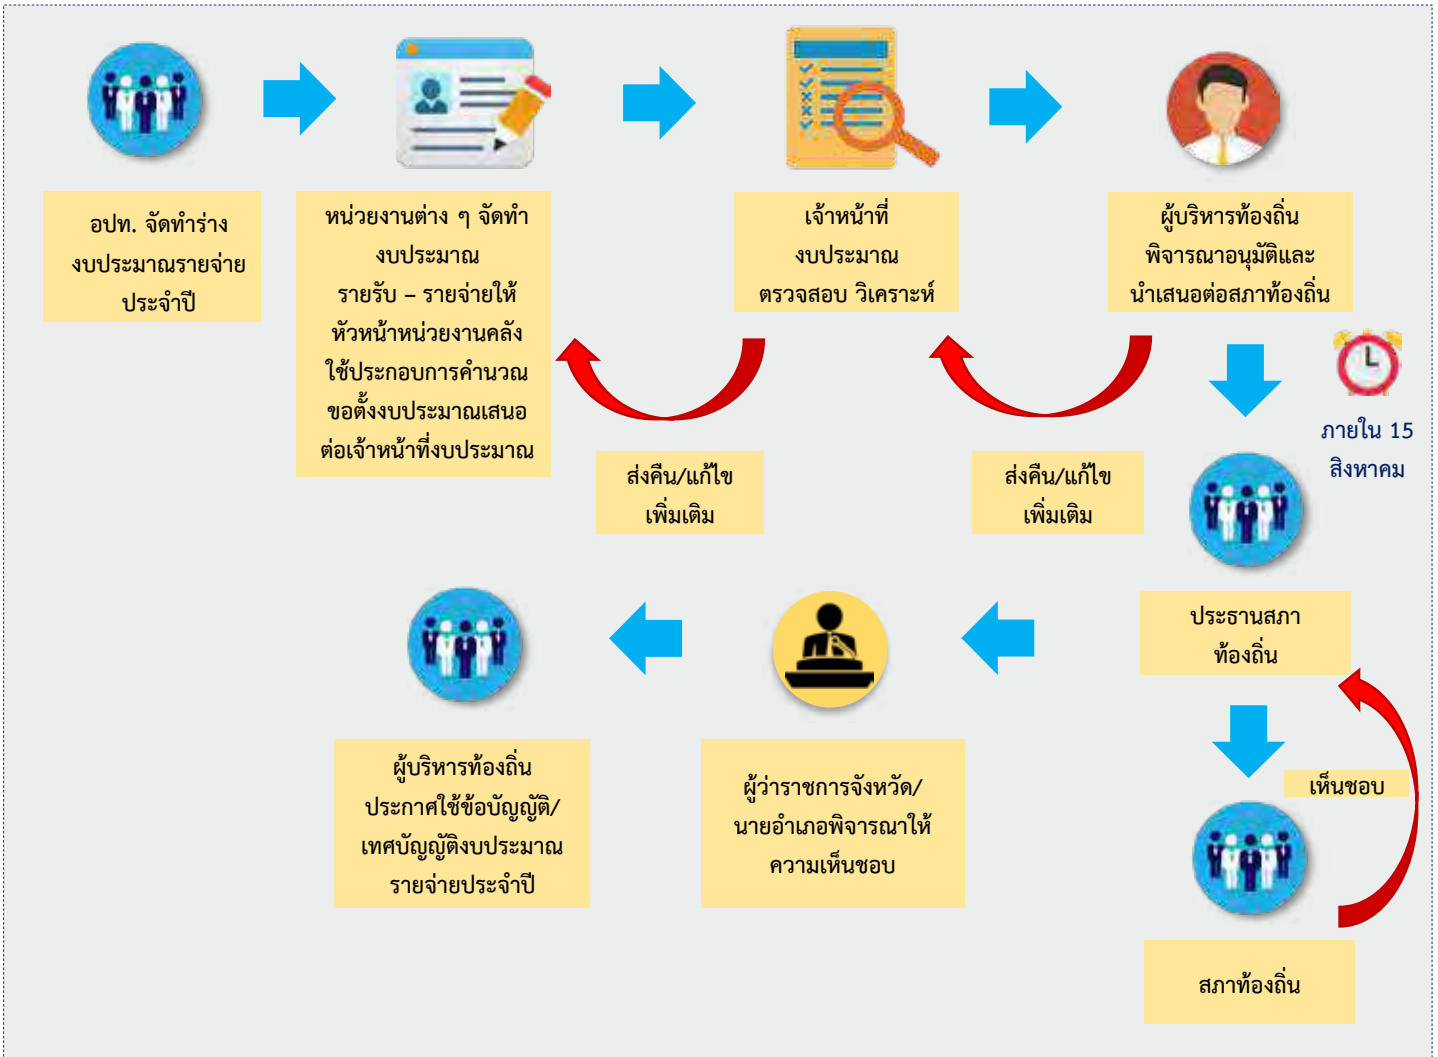 อปท. จัดทำร่าง
งบประมาณรายจ่าย
ประจำปี
หน่วยงานต่าง ๆ จัดทำ
งบประมาณ
รายรับ – รายจ่ายให้
หัวหน้าหน่วยงานคลัง
ใช้ประกอบการคำนวณ
ขอตั้งงบประมาณเสนอ
ต่อเจ้าหน้าที่งบประมาณ
เจ้าหน้าที่
งบประมาณ
ตรวจสอบ วิเคราะห์
ผู้บริหารท้องถิ่น
พิจารณาอนุมัติและ
นำเสนอต่อสภาท้องถิ่น
ส่งคืน/แก้ไข
เพิ่มเติม
ส่งคืน/แก้ไข
เพิ่มเติม
ภายใน 15
สิงหาคม
ประธานสภา
ท้องถิ่น
เห็นชอบ
สภาท้องถิ่น
ผู้ว่าราชการจังหวัด/
นายอำเภอพิจารณาให้
ความเห็นชอบ
ผู้บริหารท้องถิ่น
ประกาศใช้ข้อบัญญัติ/
เทศบัญญัติงบประมาณ
รายจ่ายประจำปี